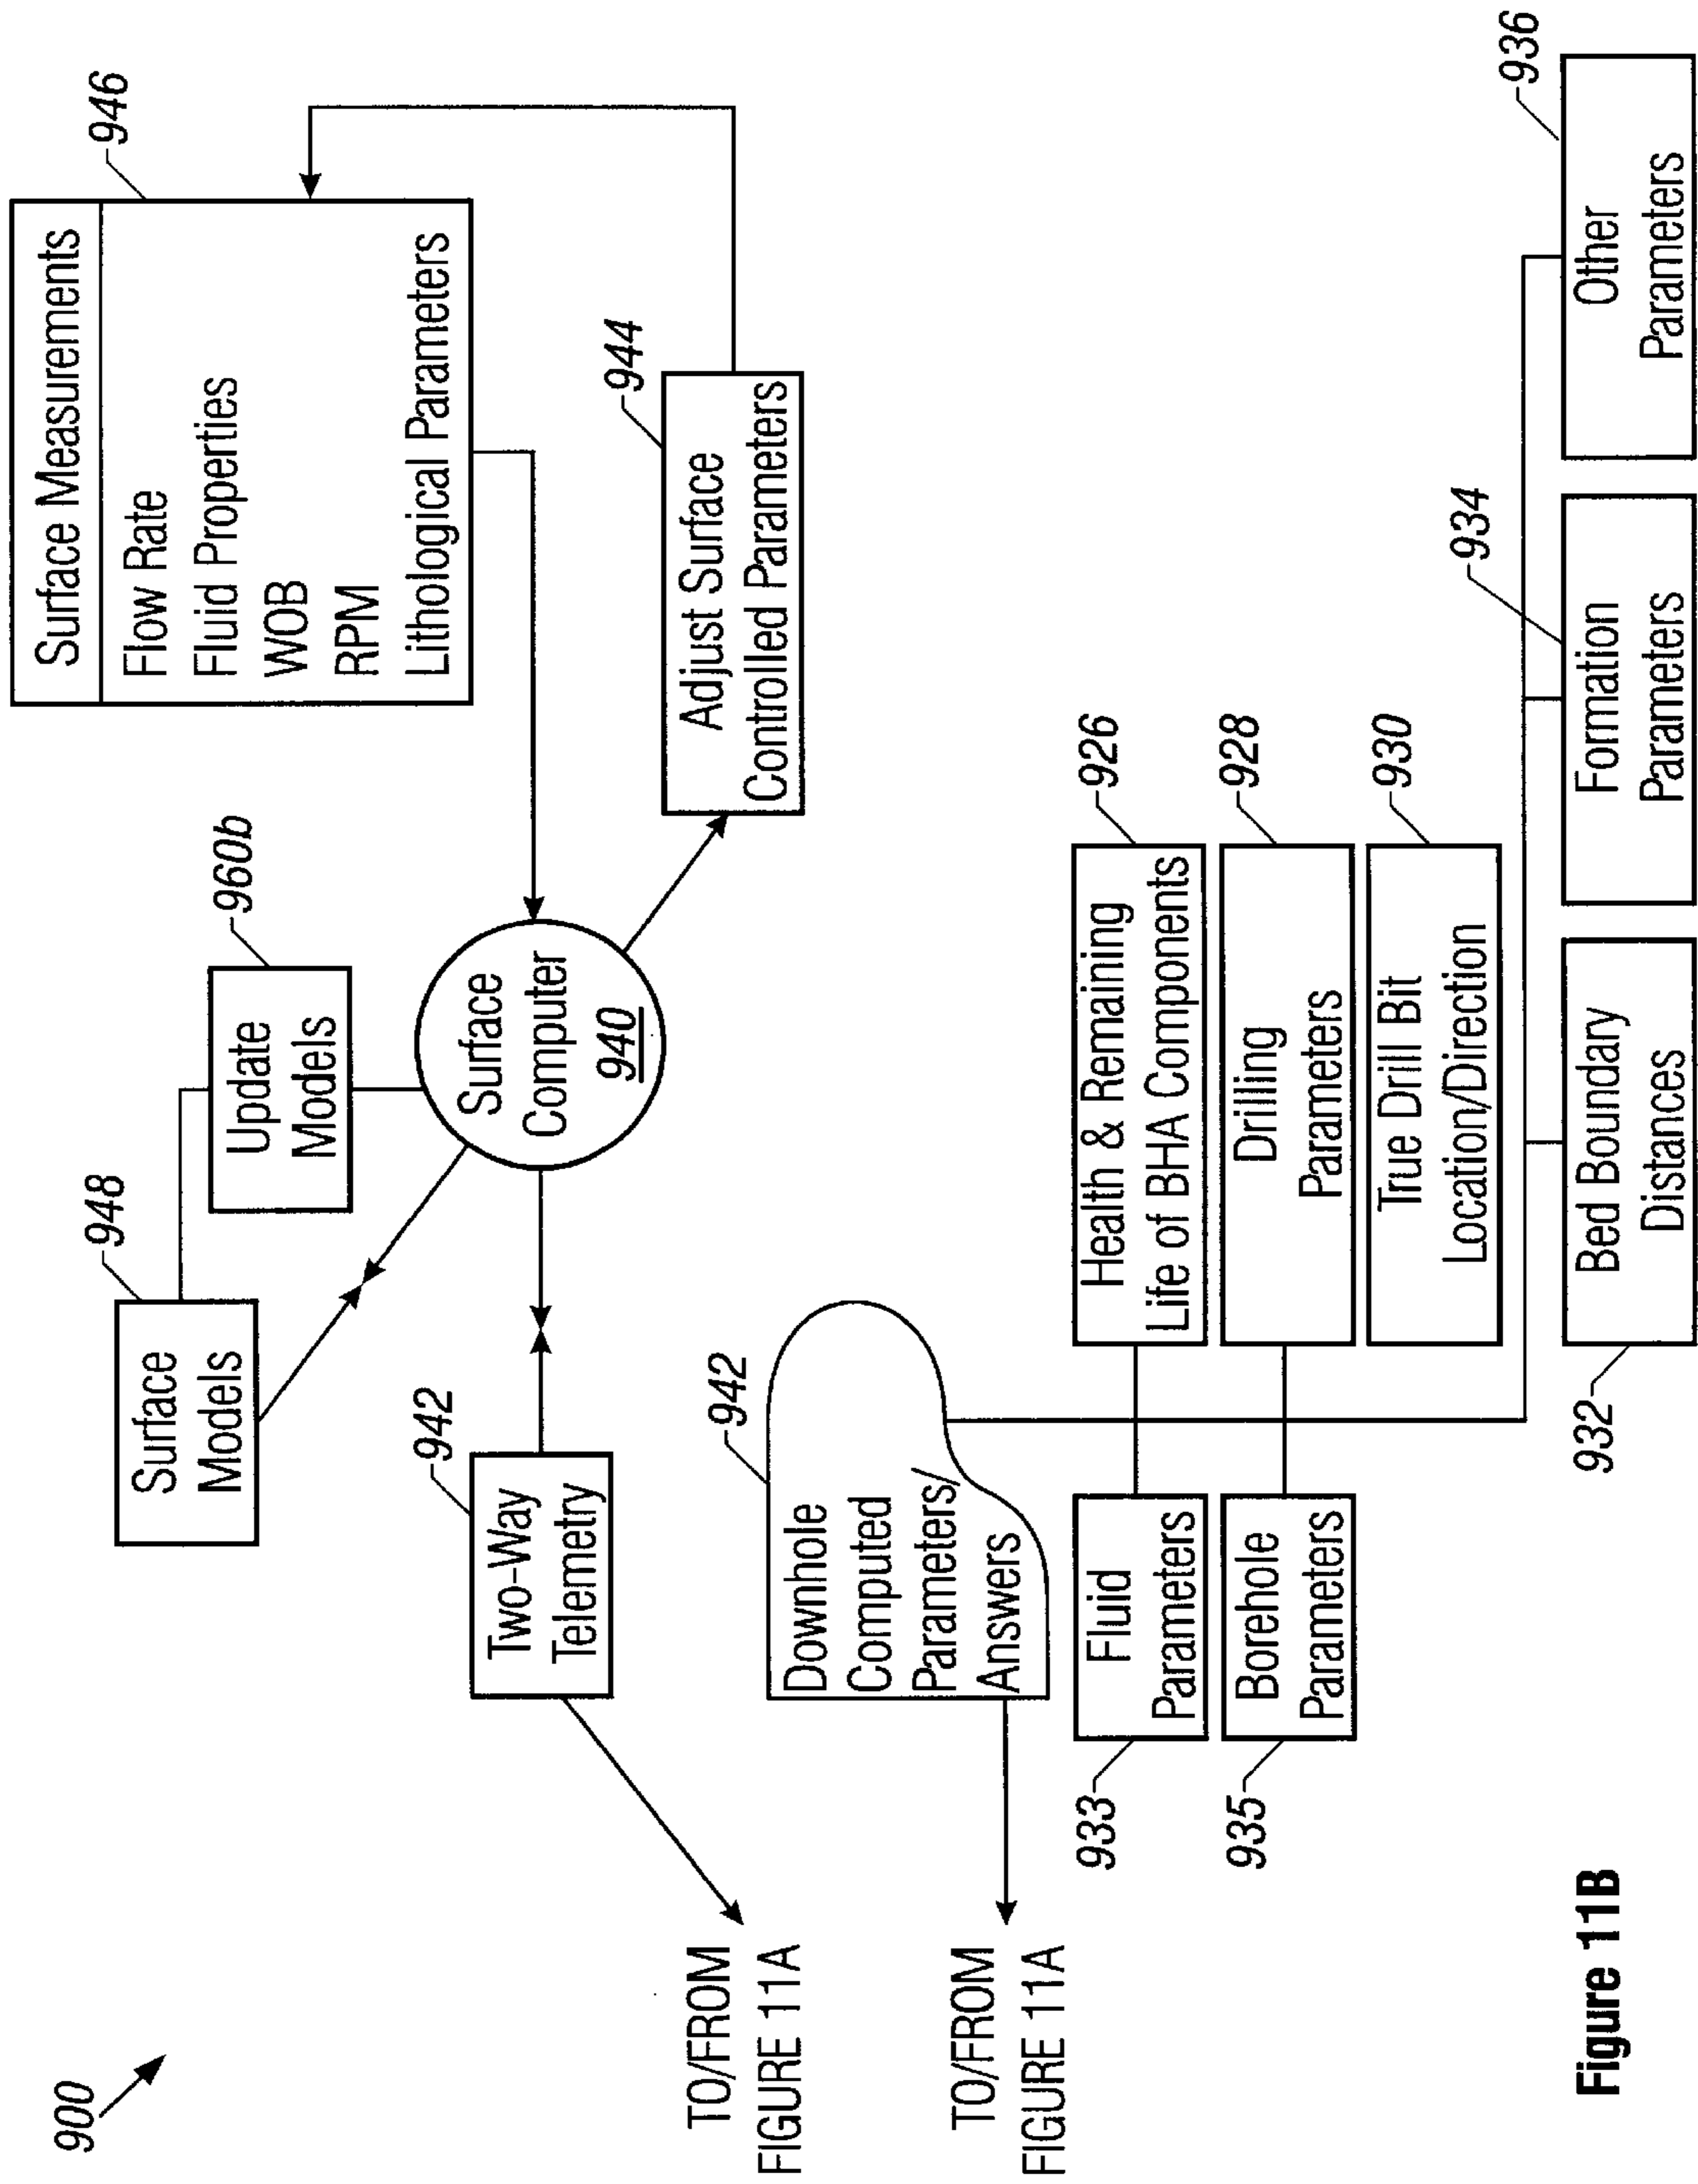 900
946
Surface Measurements
Flow Rate
Fluid Properties
WOB
RPM
Lithological Parameters
948
Surface
Models
960b
Update
Models
942
Two-Way
Telemetry
Surface
Computer
940
944
Adjust Surface
Controlled Parameters
TO/FROM
FIGURE 11A
942
Downhole
Computed
Parameters/
Answers
TO/FROM
FIGURE 11A
933
Fluid
Parameters
926
Health & Remaining
Life of BHA Components
935
Borehole
Parameters
928
Drilling
Parameters
930
True Drill Bit
Location/Direction
932
Bed Boundary
Distances
934
Formation
Parameters
936
Other
Parameters
Figure 11B